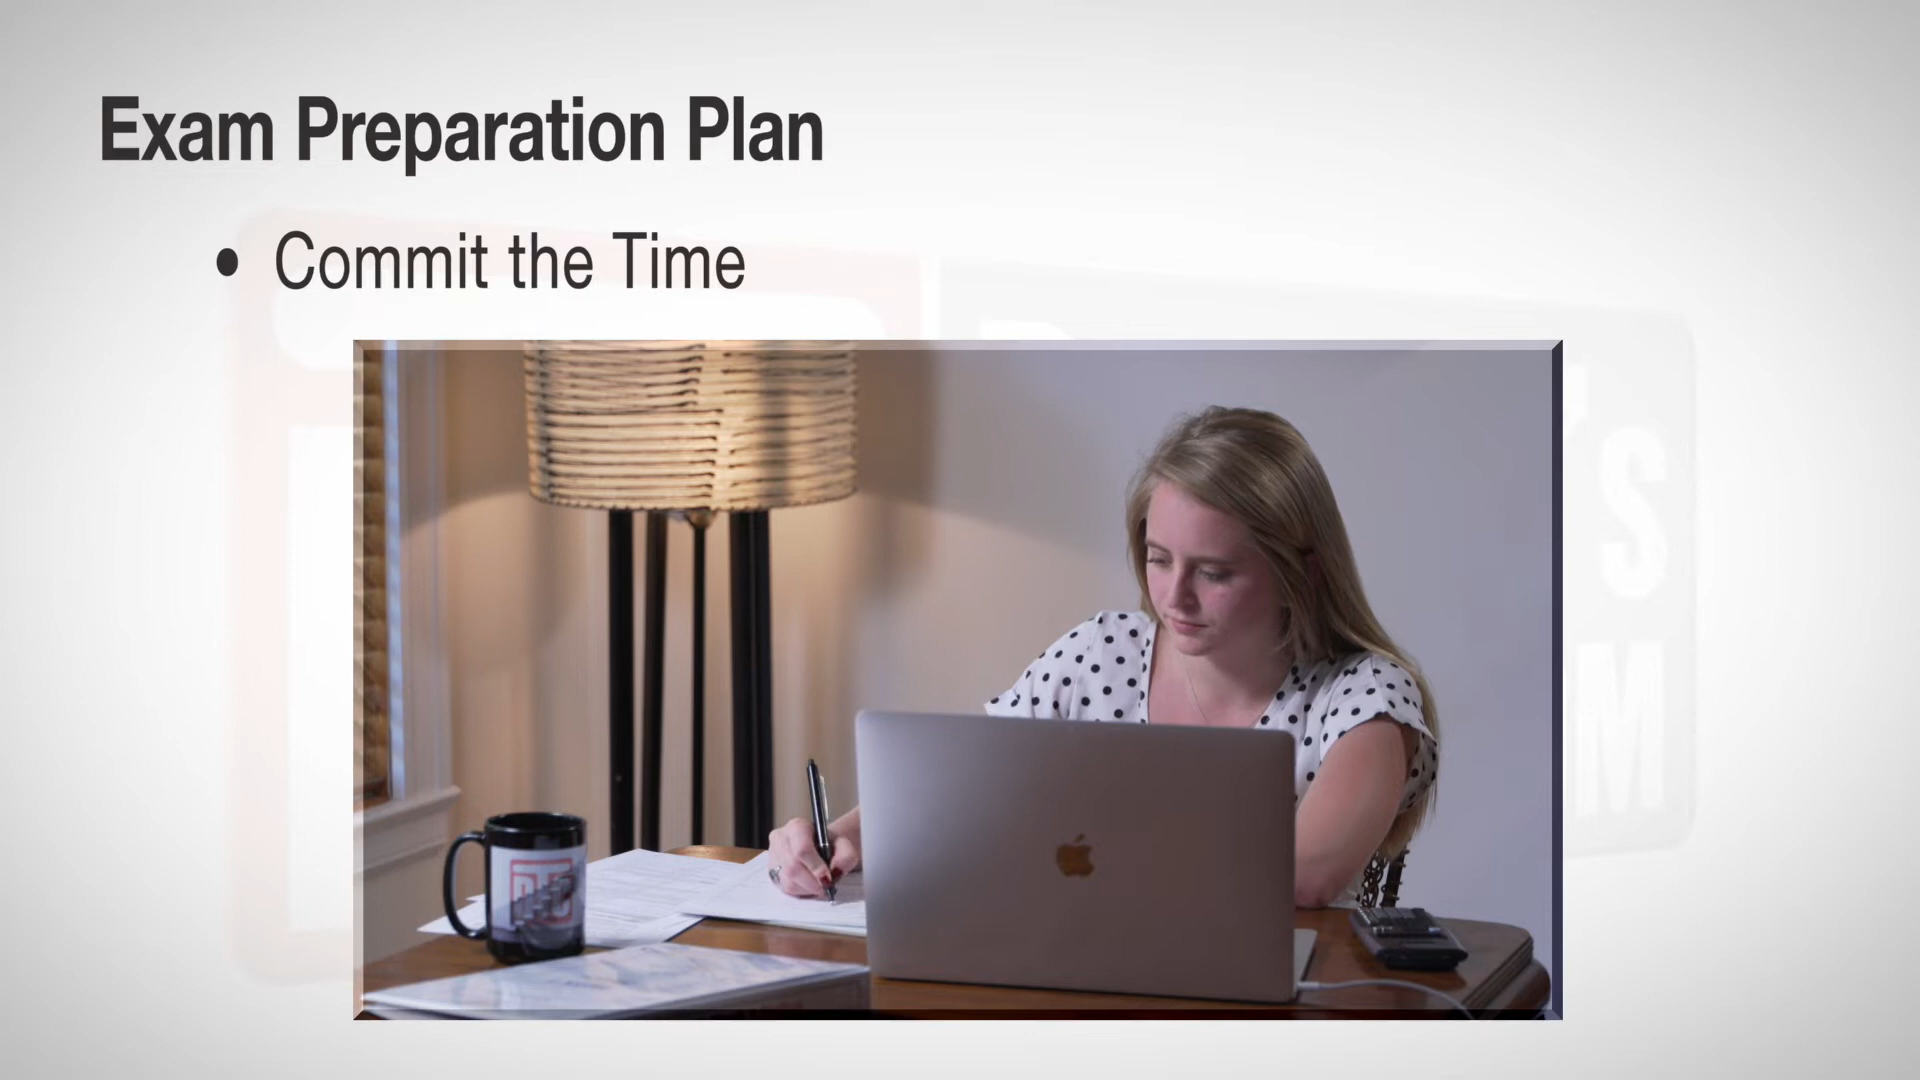 Exam Preparation Plan
• Commit the Time